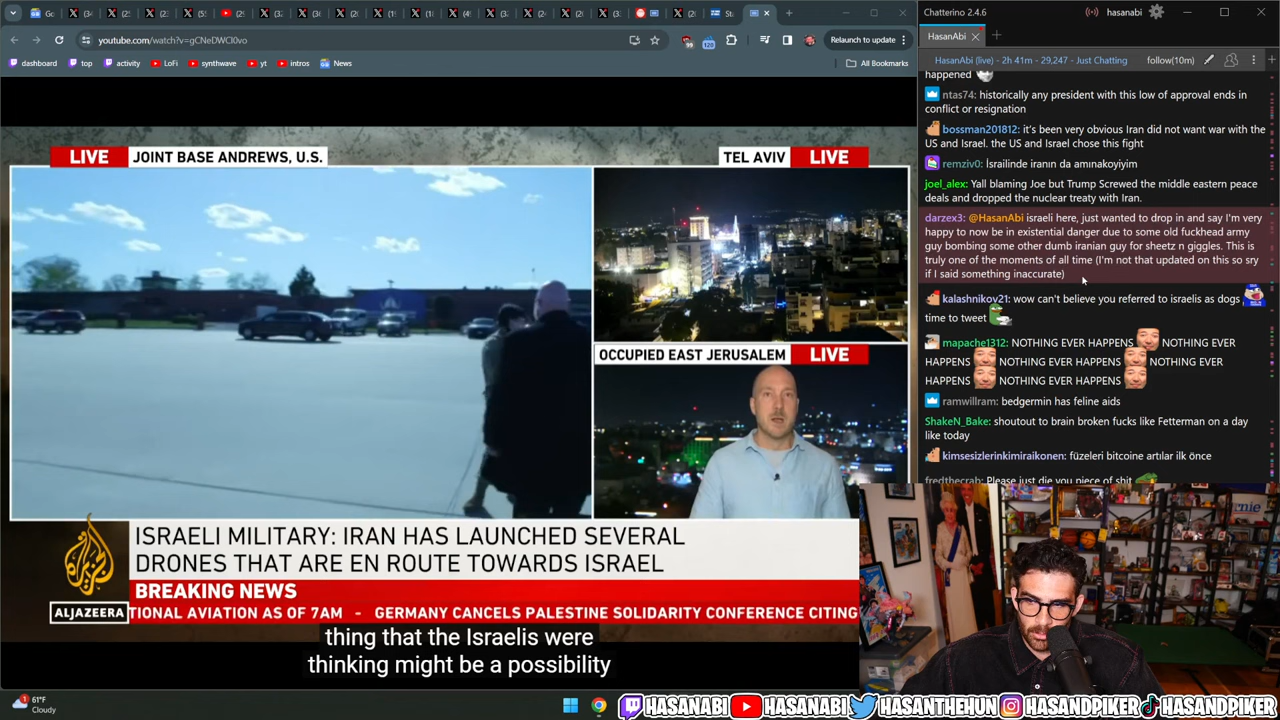 youtube.com/watch?v=gCNeDWCI0vo
Relaunch to update
dashboard
top
activity
LoFi
synthwave
yt
intros
News
All Bookmarks
LIVE
JOINT BASE ANDREWS, U.S.
TEL AVIV
LIVE
OCCUPIED EAST JERUSALEM
LIVE
ISRAELI MILITARY: IRAN HAS LAUNCHED SEVERAL
DRONES THAT ARE EN ROUTE TOWARDS ISRAEL
BREAKING NEWS
ALJAZEERA
TIONAL AVIATION AS OF 7AM - GERMANY CANCELS PALESTINE SOLIDARITY CONFERENCE CITING
thing that the Israelis were
thinking might be a possibility
61°F
Cloudy
Chatterino 2.4.6
hasanabi
HasanAbi
HasanAbi (live) - 2h 41m - 29,247 - Just Chatting
follow(10m)
happened
ntas74: historically any president with this low of approval ends in
conflict or resignation
bossman201812: it's been very obvious Iran did not want war with the
US and Israel. the US and Israel chose this fight
remziv0: İsrailinde iranın da amnakoyiyim
joel_alex: Yall blaming Joe but Trump Screwed the middle eastern peace
deals and dropped the nuclear treaty with Iran.
darzex3: @HasanAbi israeli here, just wanted to drop in and say I'm very
happy to now be in existential danger due to some old fuckhead army
guy bombing some other dumb iranian guy for sheetz n giggles. This is
truly one of the moments of all time (I'm not that updated on this so sry
if I said something inaccurate)
kalashnikov21: wow can't believe you referred to israelis as dogs
time to tweet
mapache1312: NOTHING EVER HAPPENS NOTHING EVER
HAPPENS NOTHING EVER HAPPENS NOTHING EVER
HAPPENS NOTHING EVER HAPPENS
ramwillram: bedgermin has feline aids
ShakeN_Bake: shoutout to brain broken fucks like Fetterman on a day
like today
kimsesizlerinkimiraikonen: füzeleri bitcoine artılar ilk önce
fredthecrab: Please just die you piece of shit
ernie
HASANABI
HASANABI
HASANTHEHUN
HASANDPIKER
HASANDPIKER